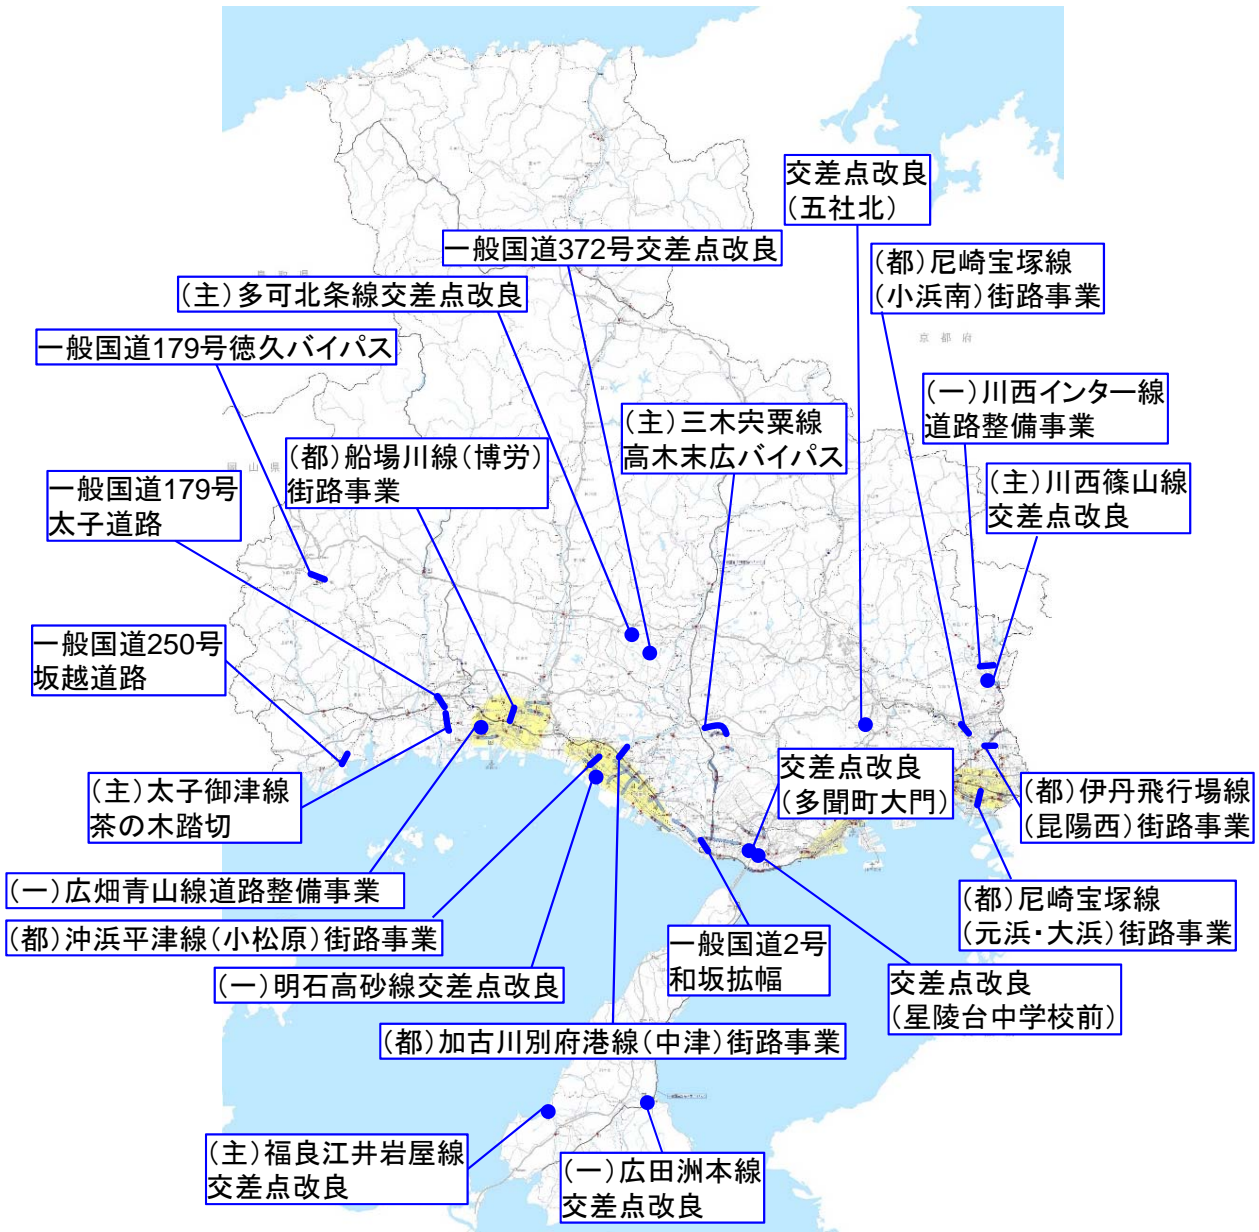 交差点改良
(五社北)
一般国道372号交差点改良
(都)尼崎宝塚線
(小浜南)街路事業
(主)多可北条線交差点改良
鳥取県
京都府
一般国道179号徳久バイパス
(一)川西インター線
道路整備事業
(主)三木宍粟線
高木末広バイパス
(都)船場川線(博労)
街路事業
岡山県
一般国道179号
太子道路
(主)川西篠山線
交差点改良
一般国道250号
坂越道路
交差点改良
(多聞町大門)
(主)太子御津線
茶の木踏切
(都)伊丹飛行場線
(昆陽西)街路事業
(一)広畑青山線道路整備事業
(都)尼崎宝塚線
(元浜・大浜)街路事業
(都)沖浜平津線(小松原)街路事業
一般国道2号
和坂拡幅
(一)明石高砂線交差点改良
交差点改良
(星陵台中学校前)
(都)加古川別府港線(中津)街路事業
(主)福良江井岩屋線
交差点改良
(一)広田洲本線
交差点改良